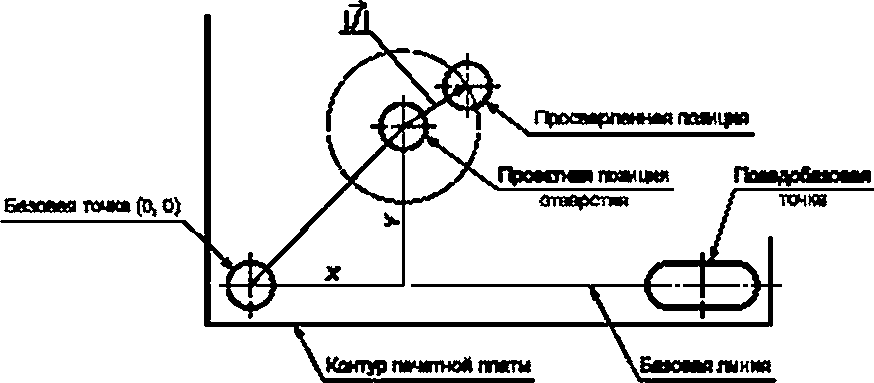 |J|
Просверленная позиция
Проектная позиция
отверстия
Псевдобазовая
точка
Базовая точка (0, 0)
Y
X
Контур печатной платы
Базовая линия